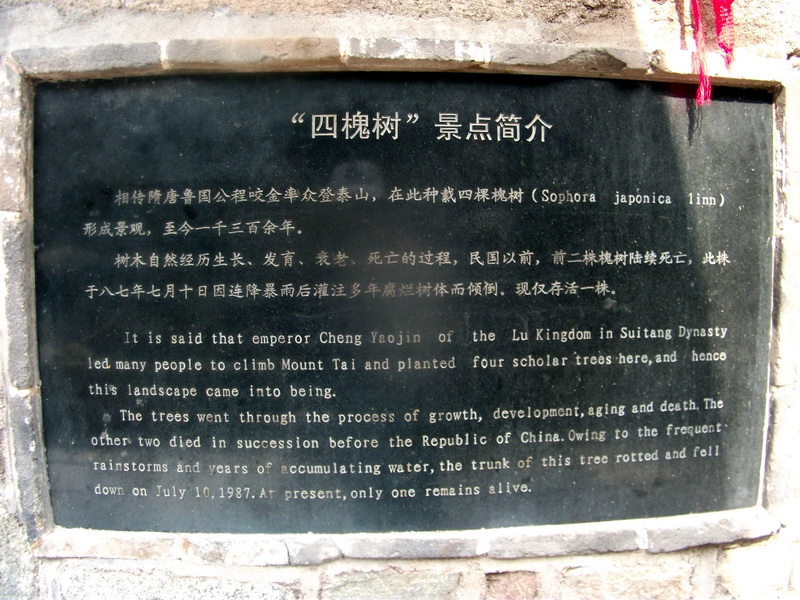 “四槐树”景点简介
相传隋唐鲁国公程咬金率众登泰山，在此种栽四棵槐树（Sophora japonica linn）
形成景观，至今一千三百余年。
树木自然经历生长、发育、衰老、死亡的过程，民国以前，前二株槐树陆续死亡，此株
于八七年七月十日因连降暴雨后灌注多年腐烂树体而倾倒。现仅存活一株。
It is said that emperor Cheng Yaojin of the Lu Kingdom in Suitang Dynasty
led many people to climb Mount Tai and planted four scholar trees here,and hence
this landscape came into being.
The trees went through the process of growth, development,aging and death.The
other two died in succession before the Republic of China.Owing to the frequent
rainstorms and years of accumulating water,the trunk of this tree rotted and fell
down on July 10,1987.At present,only one remains alive.